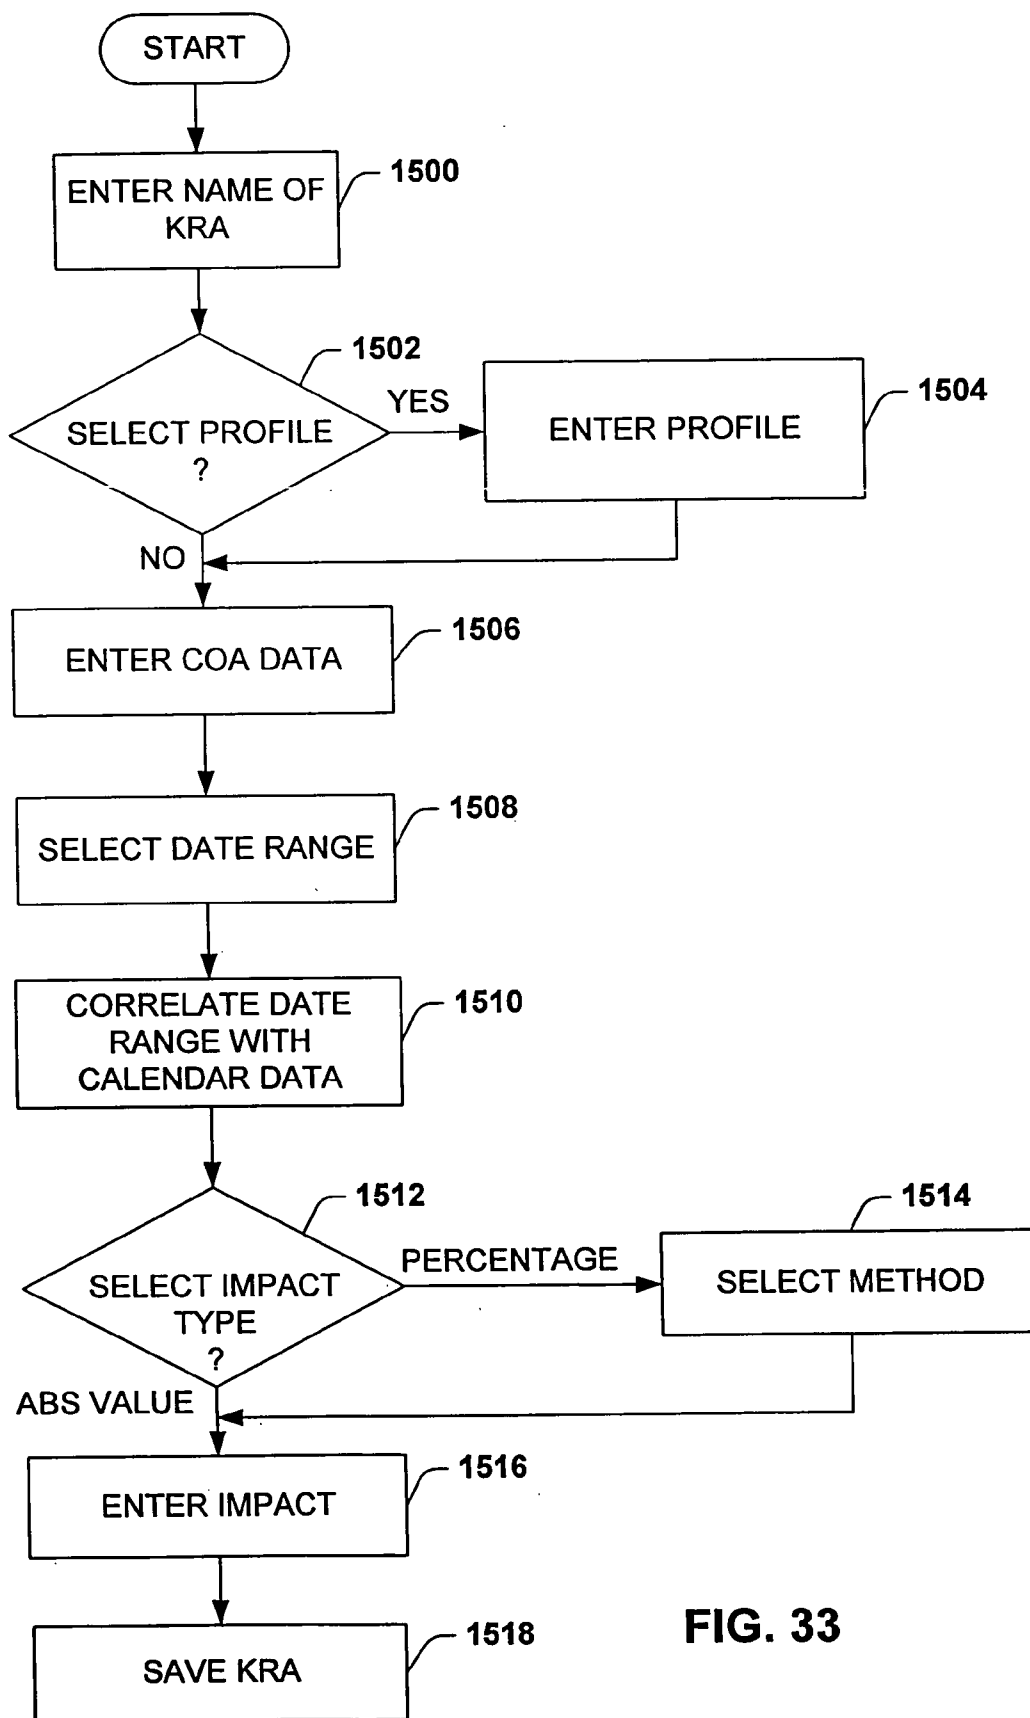 START
1500
ENTER NAME OF
KRA
1502
SELECT PROFILE
?
YES
1504
ENTER PROFILE
NO
1506
ENTER COA DATA
1508
SELECT DATE RANGE
1510
CORRELATE DATE
RANGE WITH
CALENDAR DATA
1512
SELECT IMPACT
TYPE
?
PERCENTAGE
1514
SELECT METHOD
ABS VALUE
1516
ENTER IMPACT
1518
SAVE KRA
FIG. 33